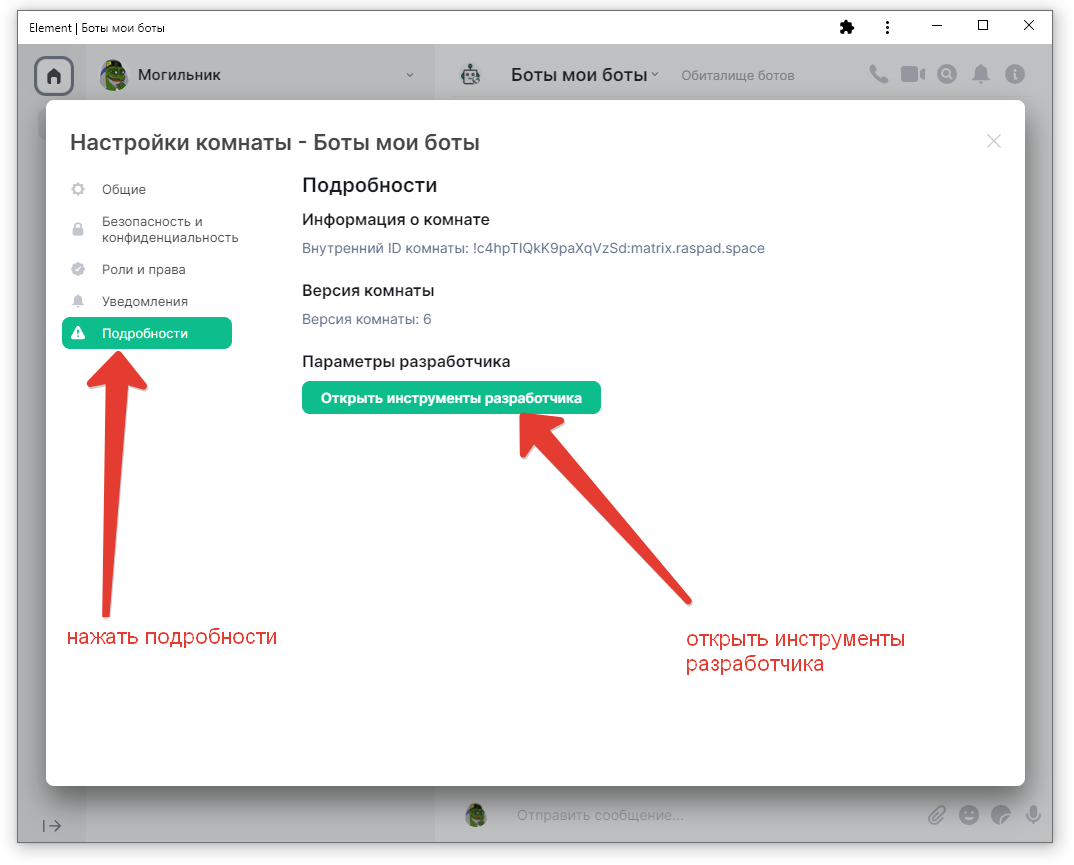 Element | Боты мои боты
Могильник
Боты мои боты
Обиталище ботов
Настройки комнаты - Боты мои боты
Общие
Безопасность и
конфиденциальность
Роли и права
Уведомления
Подробности
Подробности
Информация о комнате
Внутренний ID комнаты: !c4hpTIQkK9paXqVzSd:matrix.raspad.space
Версия комнаты
Версия комнаты: 6
Параметры разработчика
Открыть инструменты разработчика
нажать подробности
открыть инструменты
разработчика
Отправить сообщение...